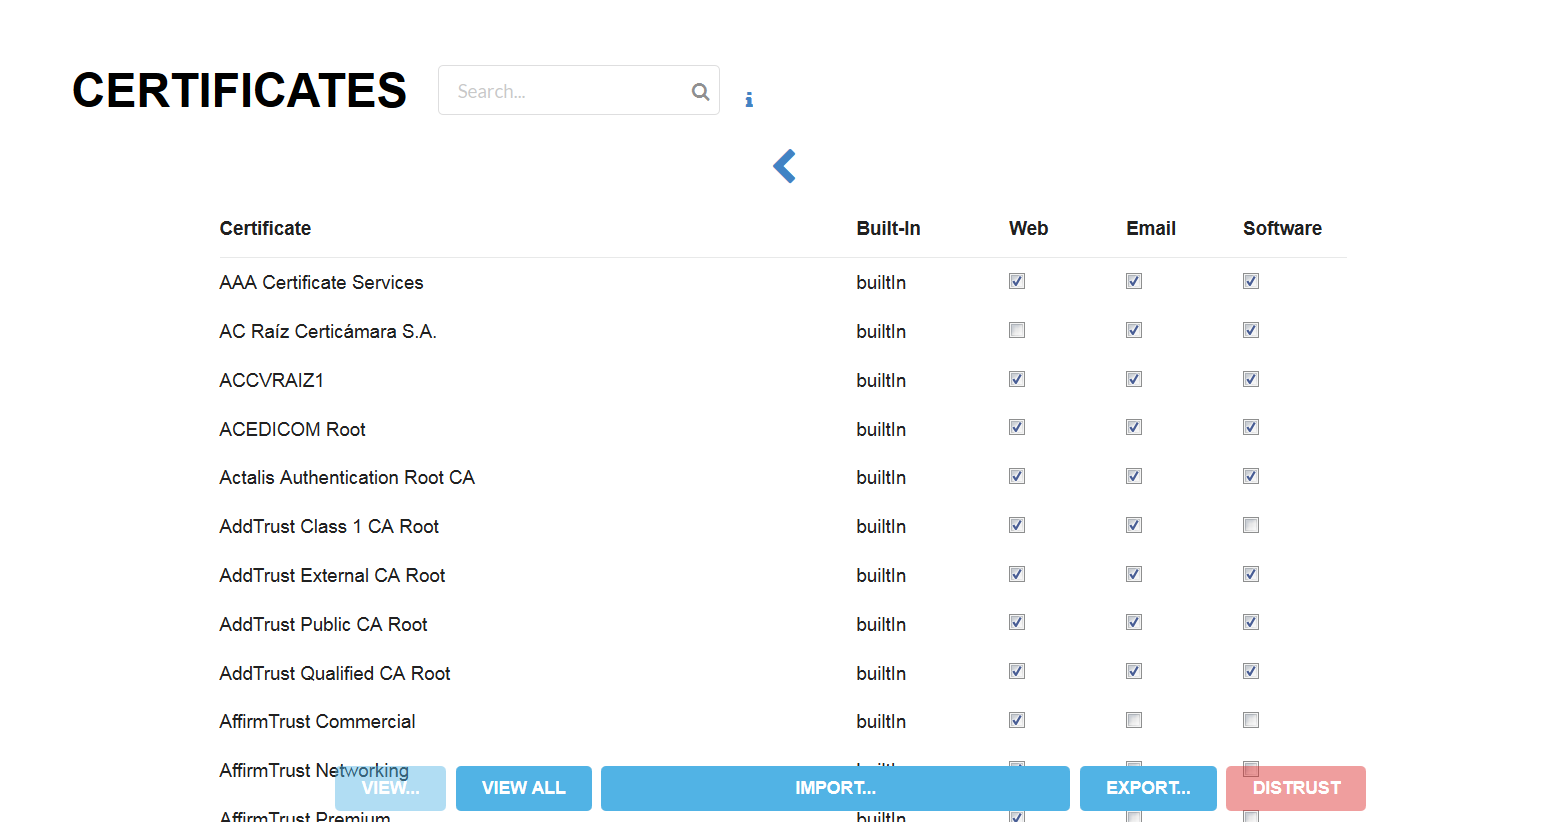 CERTIFICATES
Search...
Certificate Built-In Web Email Software
AAA Certificate Services builtIn
AC Raíz Certicámara S.A. builtIn
ACCVRAIZ1 builtIn
ACEDICOM Root builtIn
Actalis Authentication Root CA builtIn
AddTrust Class 1 CA Root builtIn
AddTrust External CA Root builtIn
AddTrust Public CA Root builtIn
AddTrust Qualified CA Root builtIn
AffirmTrust Commercial builtIn
AffirmTrust Networking builtIn
VIEW... VIEW ALL IMPORT... EXPORT... DISTRUST
AffirmTrust Premium builtIn